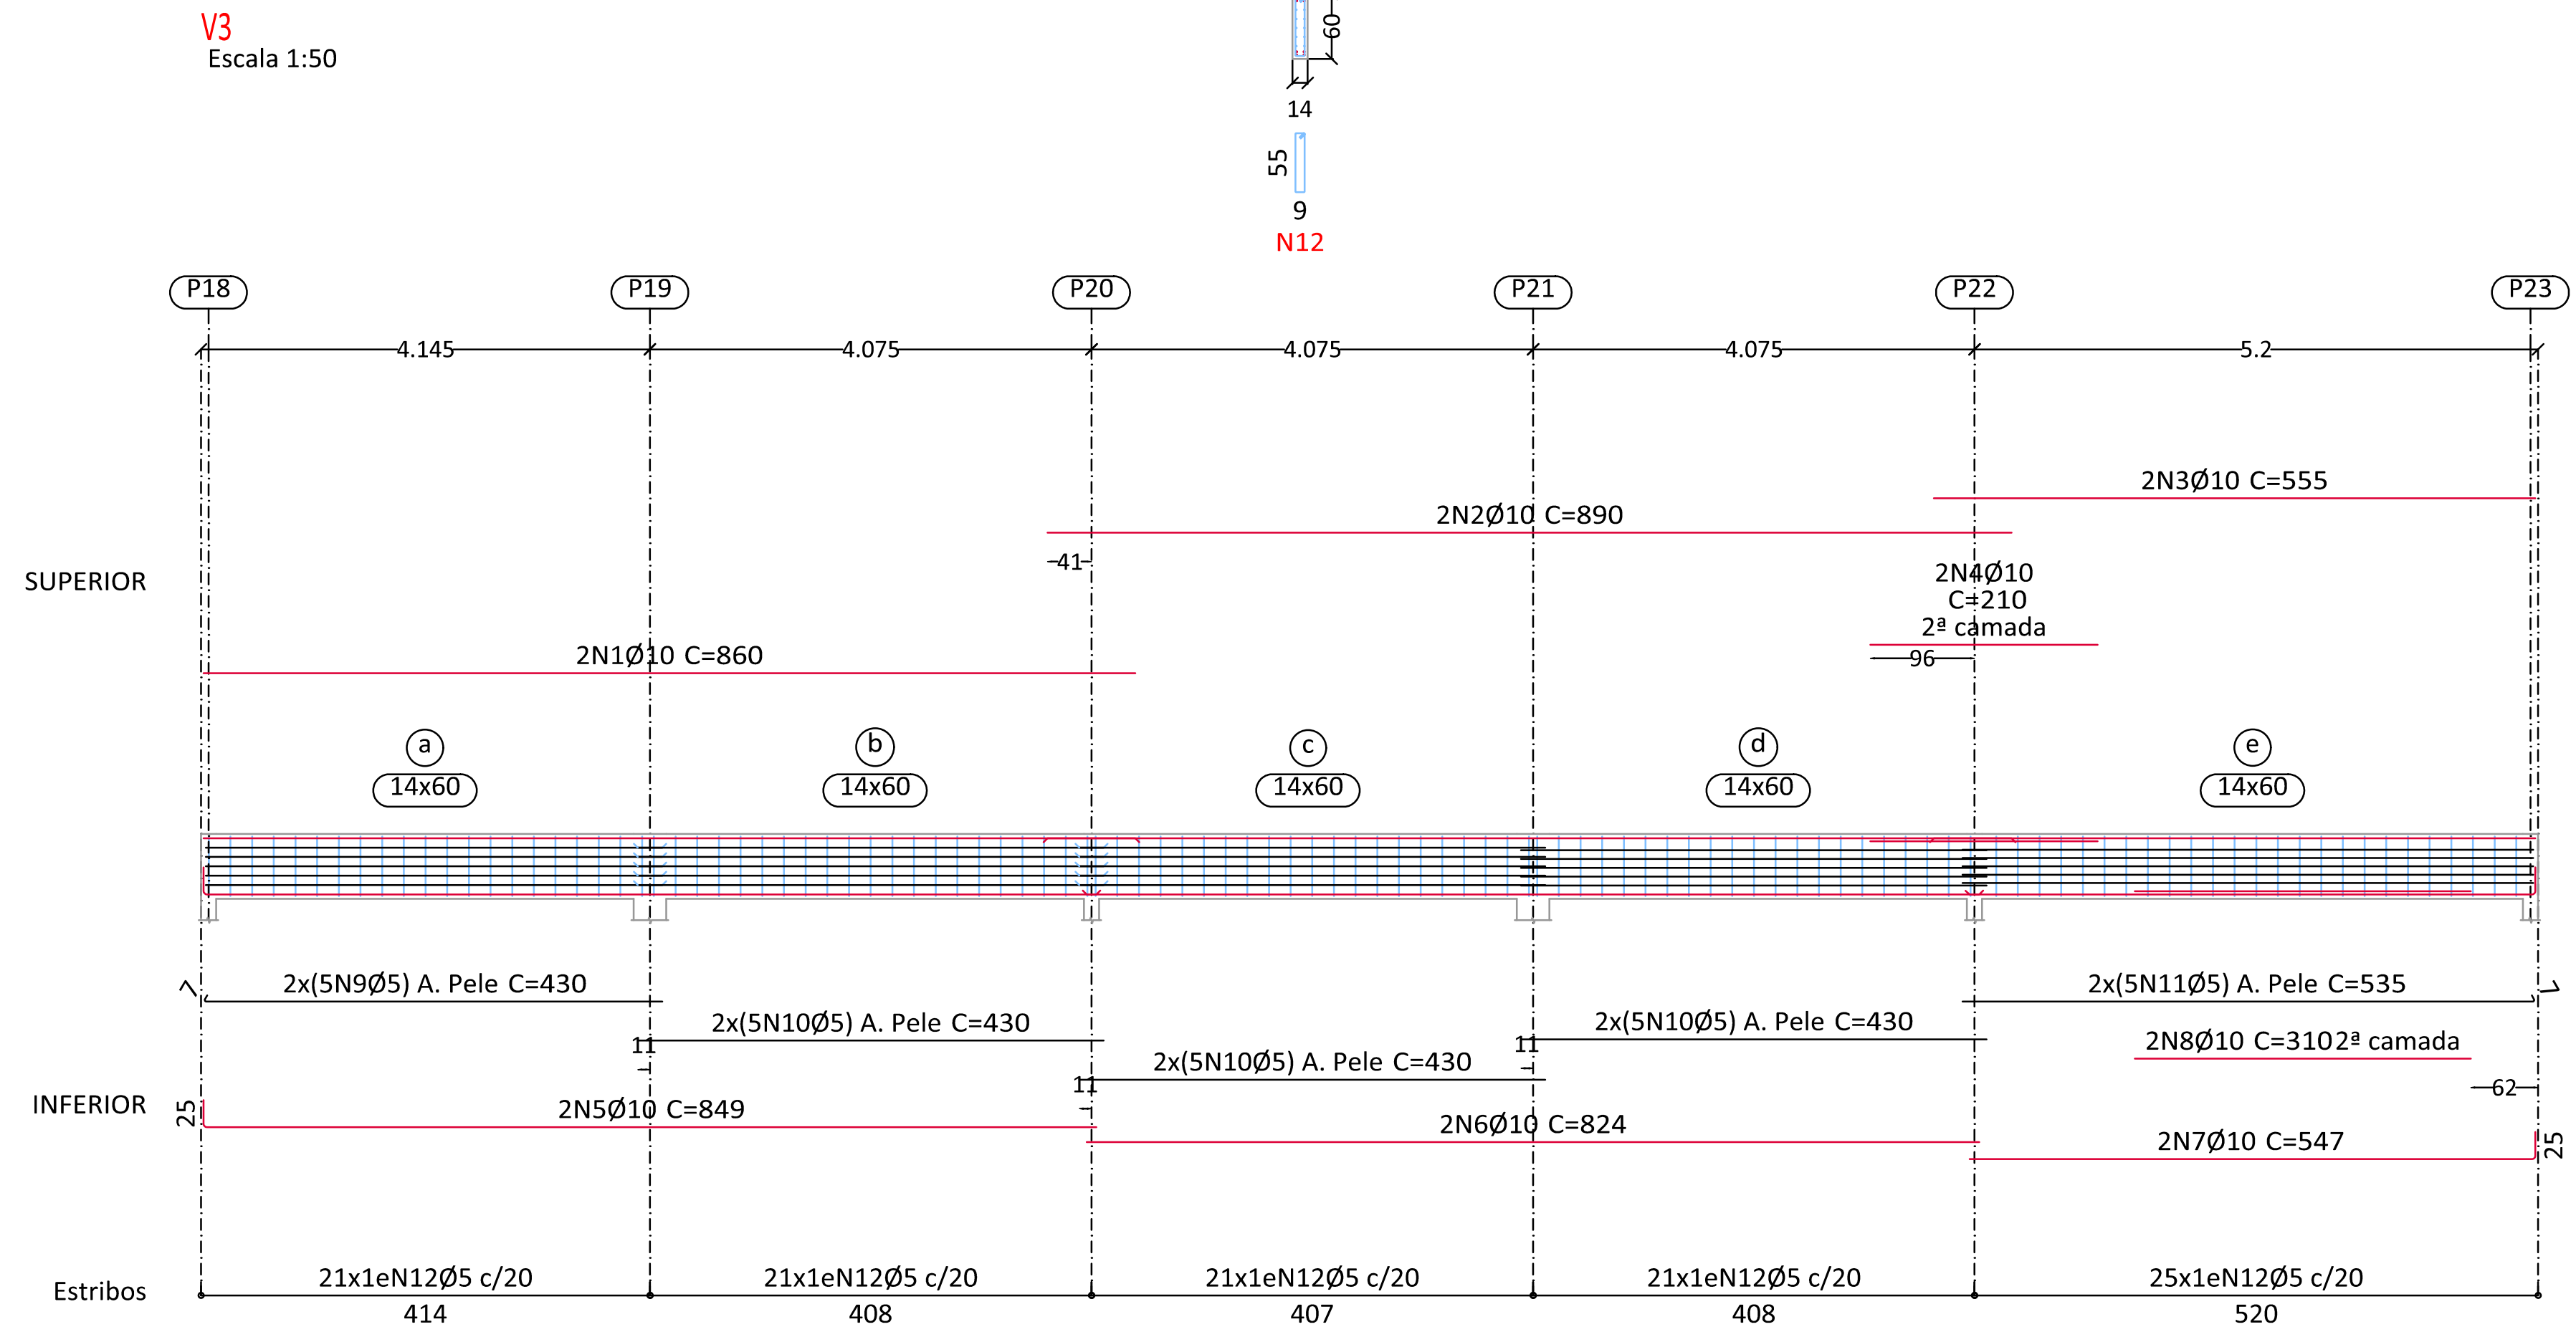 V3
Escala 1:50
60
14
55
9
N12
P18 P19 P20 P21 P22 P23
4.145 4.075 4.075 4.075 5.2
2N3Ø10 C=555
2N2Ø10 C=890
41
SUPERIOR
2N4Ø10
C=210
2ª camada
96
2N1Ø10 C=860
a b c d e
14x60 14x60 14x60 14x60 14x60
7 2x(5N9Ø5) A. Pele C=430 2x(5N11Ø5) A. Pele C=535 7
2x(5N10Ø5) A. Pele C=430 2x(5N10Ø5) A. Pele C=430
11 11 2N8Ø10 C=310 2ª camada
2x(5N10Ø5) A. Pele C=430
11 62
INFERIOR
25 2N5Ø10 C=849
2N6Ø10 C=824
2N7Ø10 C=547 25
Estribos 21x1eN12Ø5 c/20 21x1eN12Ø5 c/20 21x1eN12Ø5 c/20 21x1eN12Ø5 c/20 25x1eN12Ø5 c/20
414 408 407 408 520